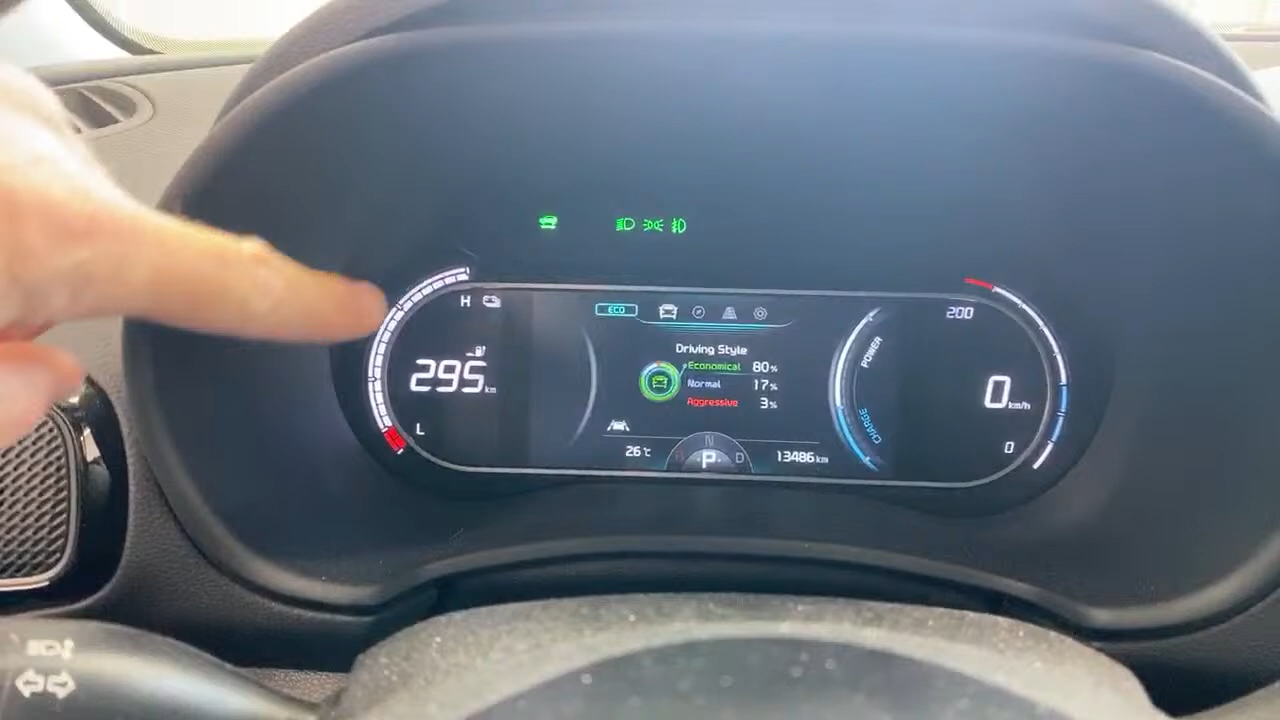 H
ECO
200
Driving Style
POWER
Economical 80%
295km
Normal 17%
0km/h
Aggressive 3%
L
CHARGE
N
0
26℃
P
D
13486km